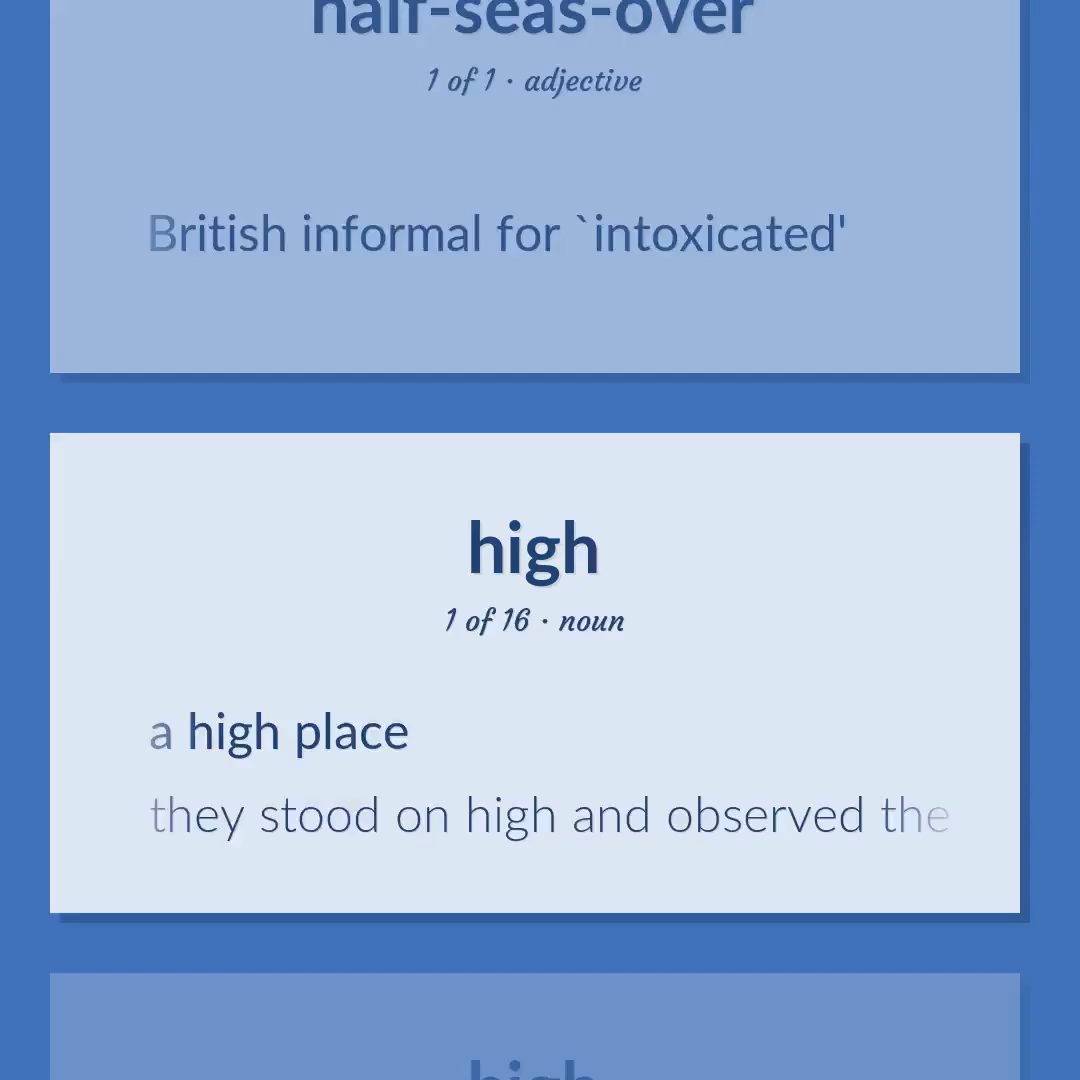 half-seas-over
1 of 1 · adjective
British informal for `intoxicated'
high
1 of 16 · noun
a high place
they stood on high and observed the
high